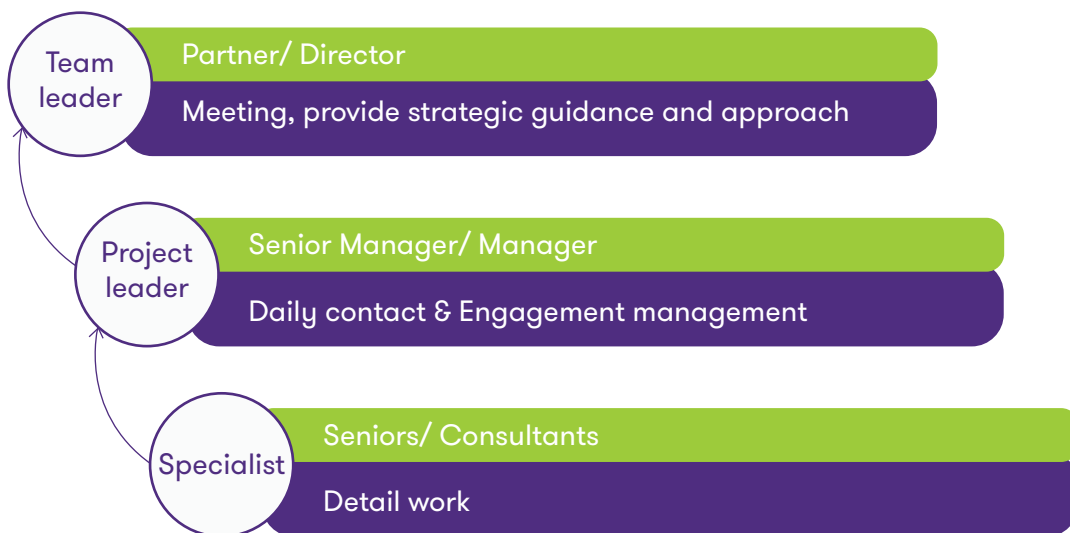 Team
leader
Partner/ Director
Meeting, provide strategic guidance and approach
Project
leader
Senior Manager/ Manager
Daily contact & Engagement management
Specialist
Seniors/ Consultants
Detail work